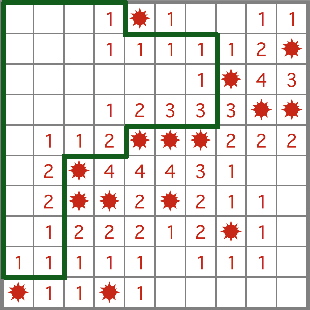 1 1 1 1
1 1 1 1 1 2
1 4 3
1 2 3 3 3
1 1 2 2 2 2
2 4 4 4 3 1
2 2 2 1 1
1 2 2 2 1 2 1
1 1 1 1 1 1 1 1
1 1 1